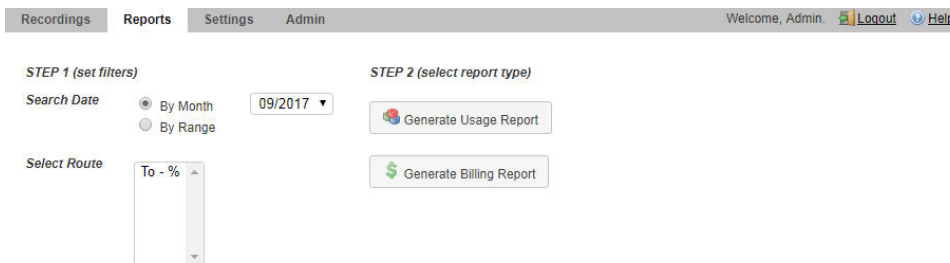 Recordings Reports Settings Admin Welcome, Admin. Logout Help
STEP 1 (set filters) STEP 2 (select report type)
Search Date By Month 09/2017
Generate Usage Report
By Range
Select Route To - %
Generate Billing Report